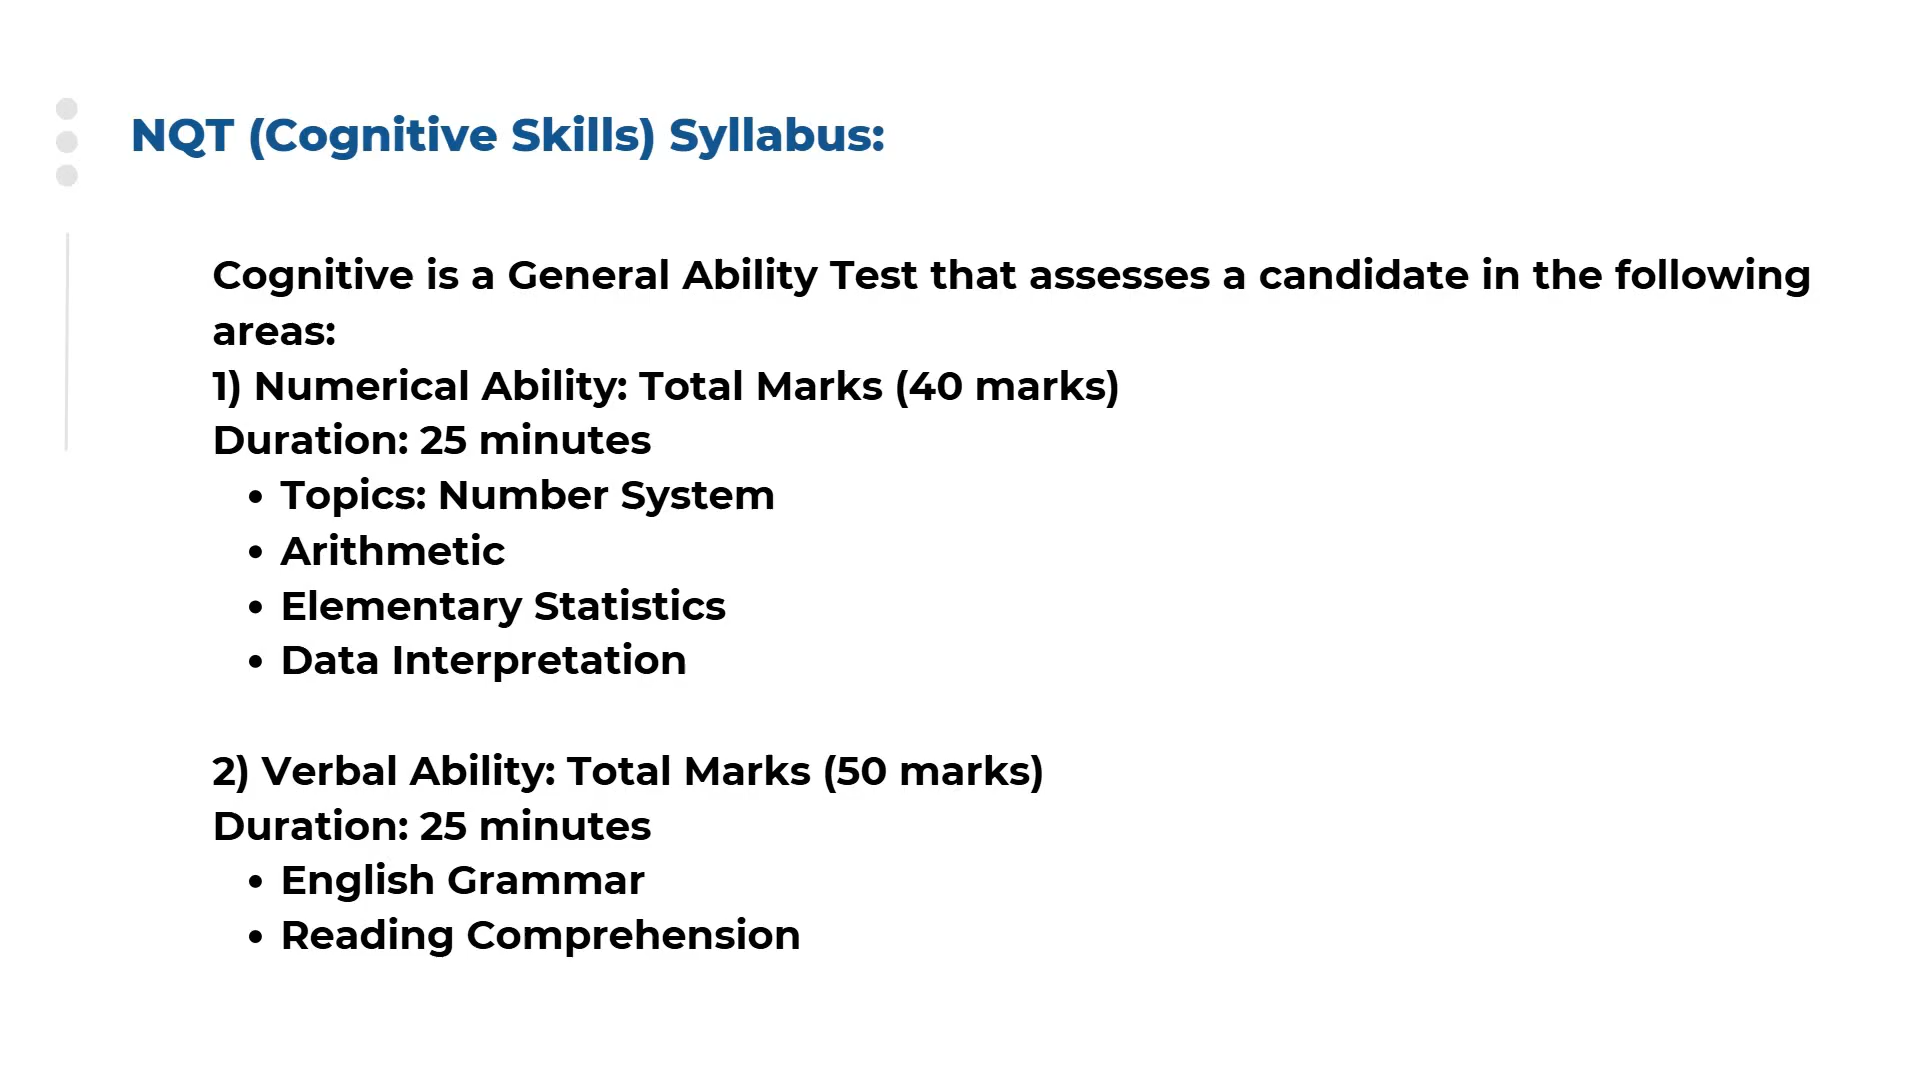 NQT (Cognitive Skills) Syllabus:
Cognitive is a General Ability Test that assesses a candidate in the following
areas:
1) Numerical Ability: Total Marks (40 marks)
Duration: 25 minutes
• Topics: Number System
• Arithmetic
• Elementary Statistics
• Data Interpretation
2) Verbal Ability: Total Marks (50 marks)
Duration: 25 minutes
• English Grammar
• Reading Comprehension